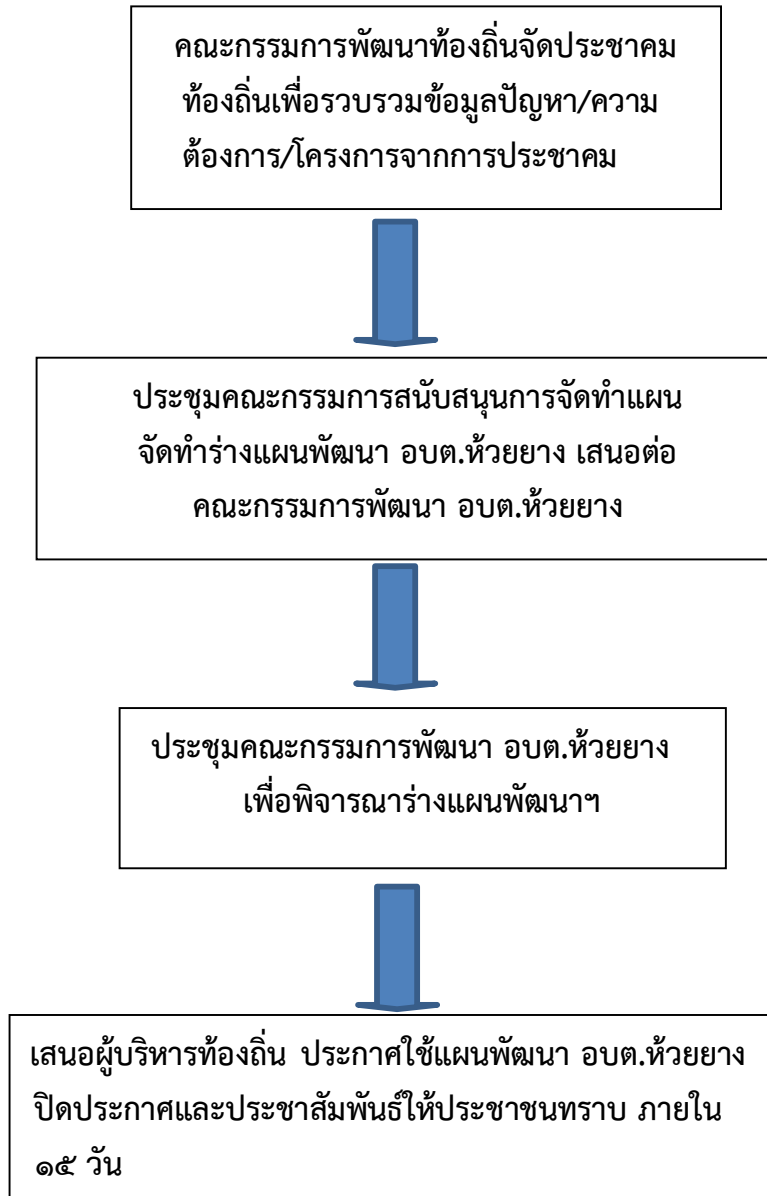 คณะกรรมการพัฒนาท้องถิ่นจัดประชาคม
ท้องถิ่นเพื่อรวบรวมข้อมูลปัญหา/ความ
ต้องการ/โครงการจากการประชาคม
ประชุมคณะกรรมการสนับสนุนการจัดทำแผน
จัดทำร่างแผนพัฒนา อบต.ห้วยยาง เสนอต่อ
คณะกรรมการพัฒนา อบต.ห้วยยาง
ประชุมคณะกรรมการพัฒนา อบต.ห้วยยาง
เพื่อพิจารณาร่างแผนพัฒนาฯ
เสนอผู้บริหารท้องถิ่น ประกาศใช้แผนพัฒนา อบต.ห้วยยาง
ปิดประกาศและประชาสัมพันธ์ให้ประชาชนทราบ ภายใน
๑๕ วัน